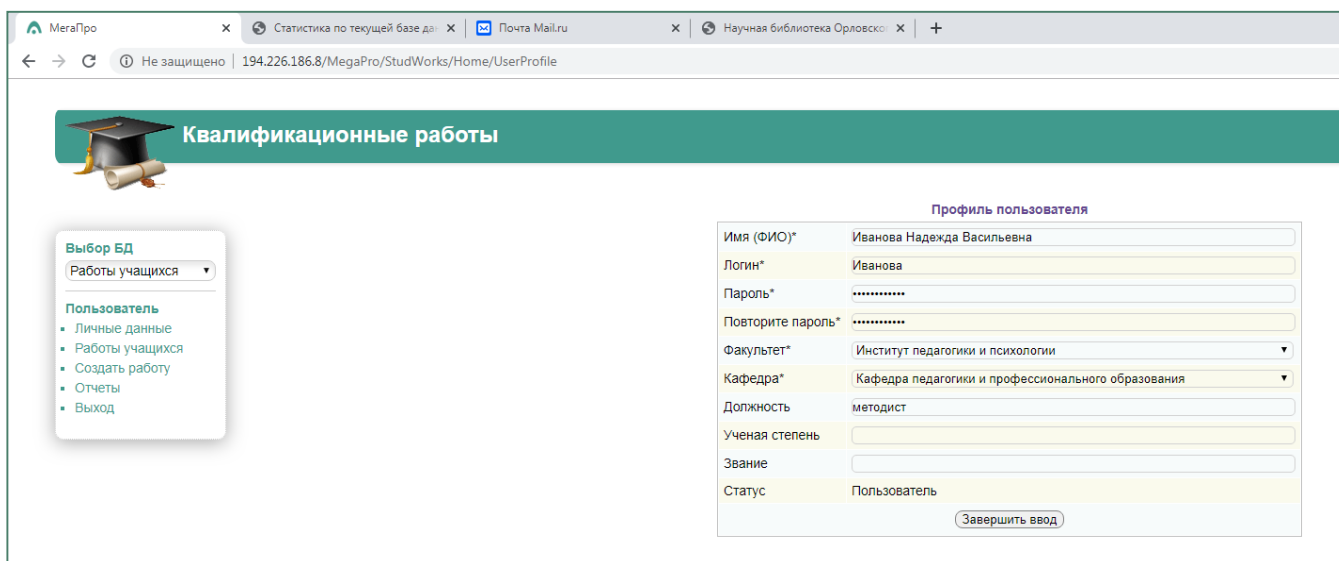 МегаПро
Статистика по текущей базе дан
Почта Mail.ru
Научная библиотека Орловско
Не защищено | 194.226.186.8/MegaPro/StudWorks/Home/UserProfile
Квалификационные работы
Выбор БД
Работы учащихся
Пользователь
Личные данные
Работы учащихся
Создать работу
Отчеты
Выход
Профиль пользователя
Имя (ФИО)* Иванова Надежда Васильевна
Логин* Иванова
Пароль* ••••••••••••
Повторите пароль* ••••••••••••
Факультет* Институт педагогики и психологии
Кафедра* Кафедра педагогики и профессионального образования
Должность методист
Ученая степень
Звание
Статус Пользователь
Завершить ввод